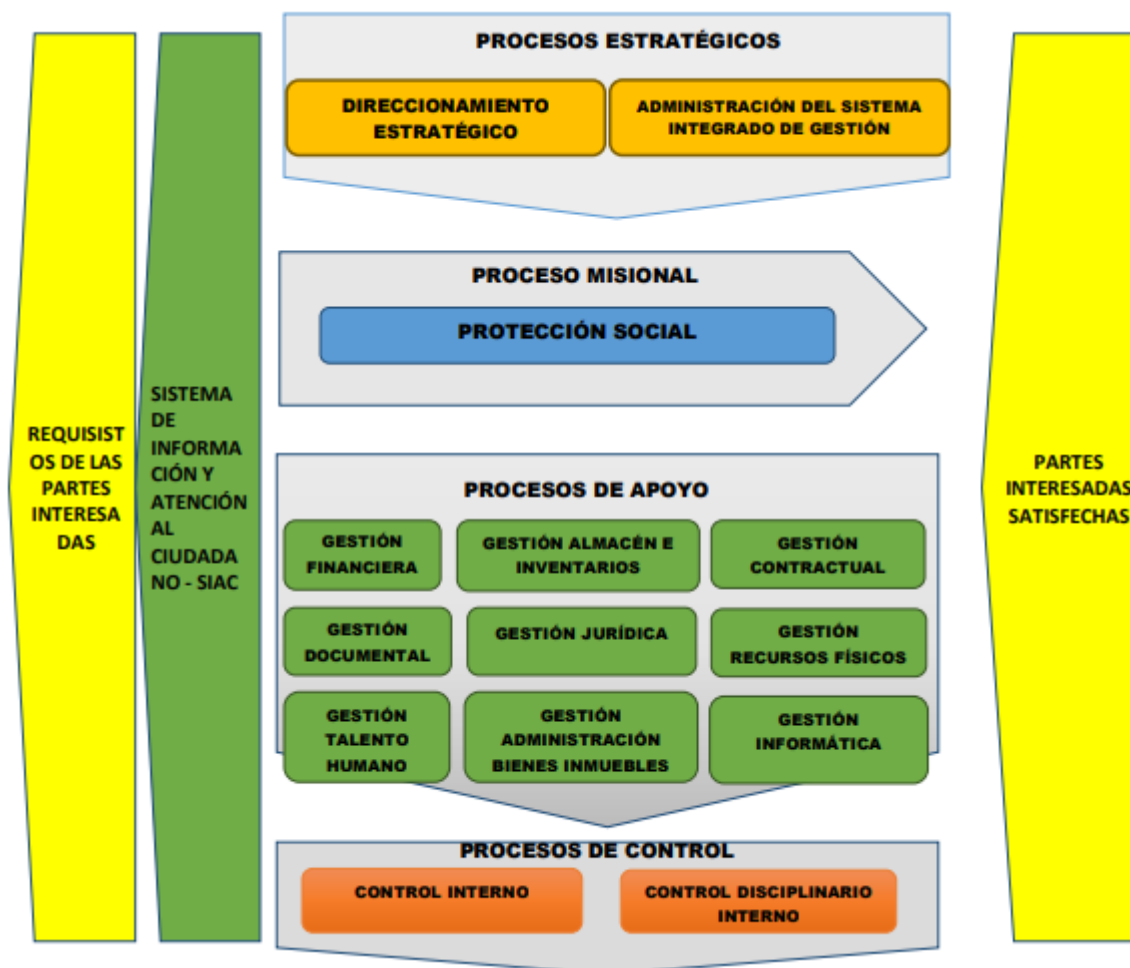 PROCESOS ESTRATÉGICOS
DIRECCIONAMIENTO
ESTRATÉGICO
ADMINISTRACIÓN DEL SISTEMA
INTEGRADO DE GESTIÓN
PROCESO MISIONAL
PROTECCIÓN SOCIAL
REQUISIST
OS DE LAS
PARTES
INTERESA
DAS
SISTEMA
DE
INFORMA
CIÓN Y
ATENCIÓN
AL
CIUDADA
NO - SIAC
PROCESOS DE APOYO
GESTIÓN
FINANCIERA
GESTIÓN ALMACÉN E
INVENTARIOS
GESTIÓN
CONTRACTUAL
GESTIÓN
DOCUMENTAL
GESTIÓN JURÍDICA
GESTIÓN
RECURSOS FÍSICOS
GESTIÓN
TALENTO
HUMANO
GESTIÓN
ADMINISTRACIÓN
BIENES INMUEBLES
GESTIÓN
INFORMÁTICA
PROCESOS DE CONTROL
CONTROL INTERNO
CONTROL DISCIPLINARIO
INTERNO
PARTES
INTERESADAS
SATISFECHAS